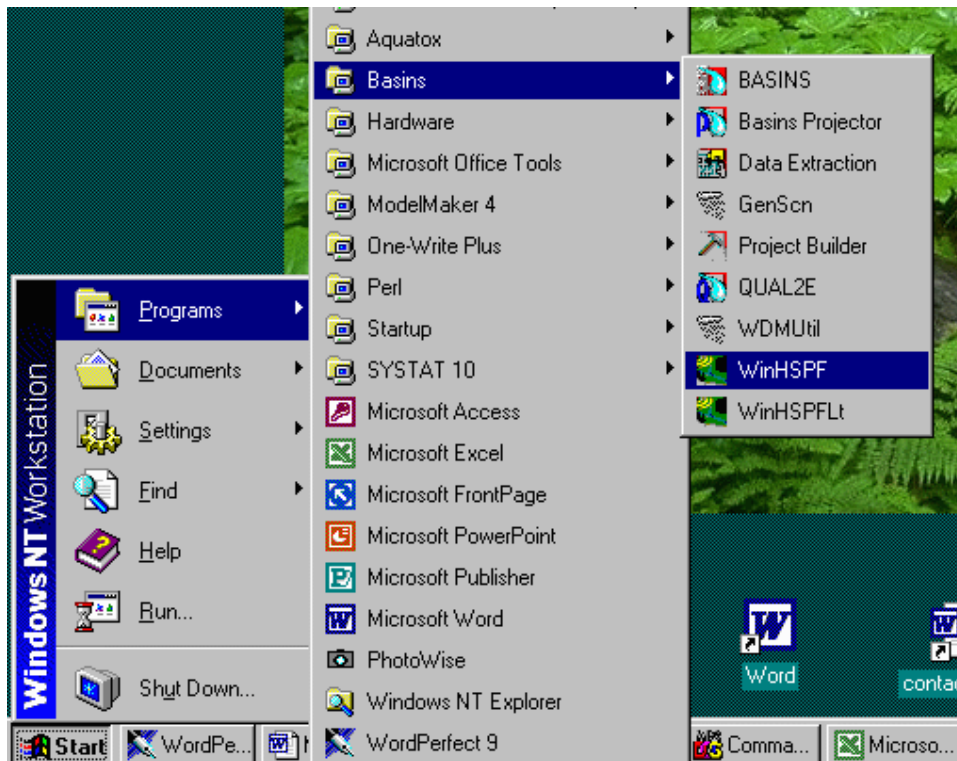 Windows NT Workstation
Programs
Documents
Settings
Find
Help
Run...
Shut Down...
Aquatox
Basins
Hardware
Microsoft Office Tools
ModelMaker 4
One-Write Plus
Perl
Startup
SYSTAT 10
Microsoft Access
Microsoft Excel
Microsoft FrontPage
Microsoft PowerPoint
Microsoft Publisher
Microsoft Word
PhotoWise
Windows NT Explorer
WordPerfect 9
BASINS
Basins Projector
Data Extraction
GenScn
Project Builder
QUAL2E
WDMUtil
WinHSPF
WinHSPFLt
Word
contac
Start
WordPe...
Comma...
Microso...